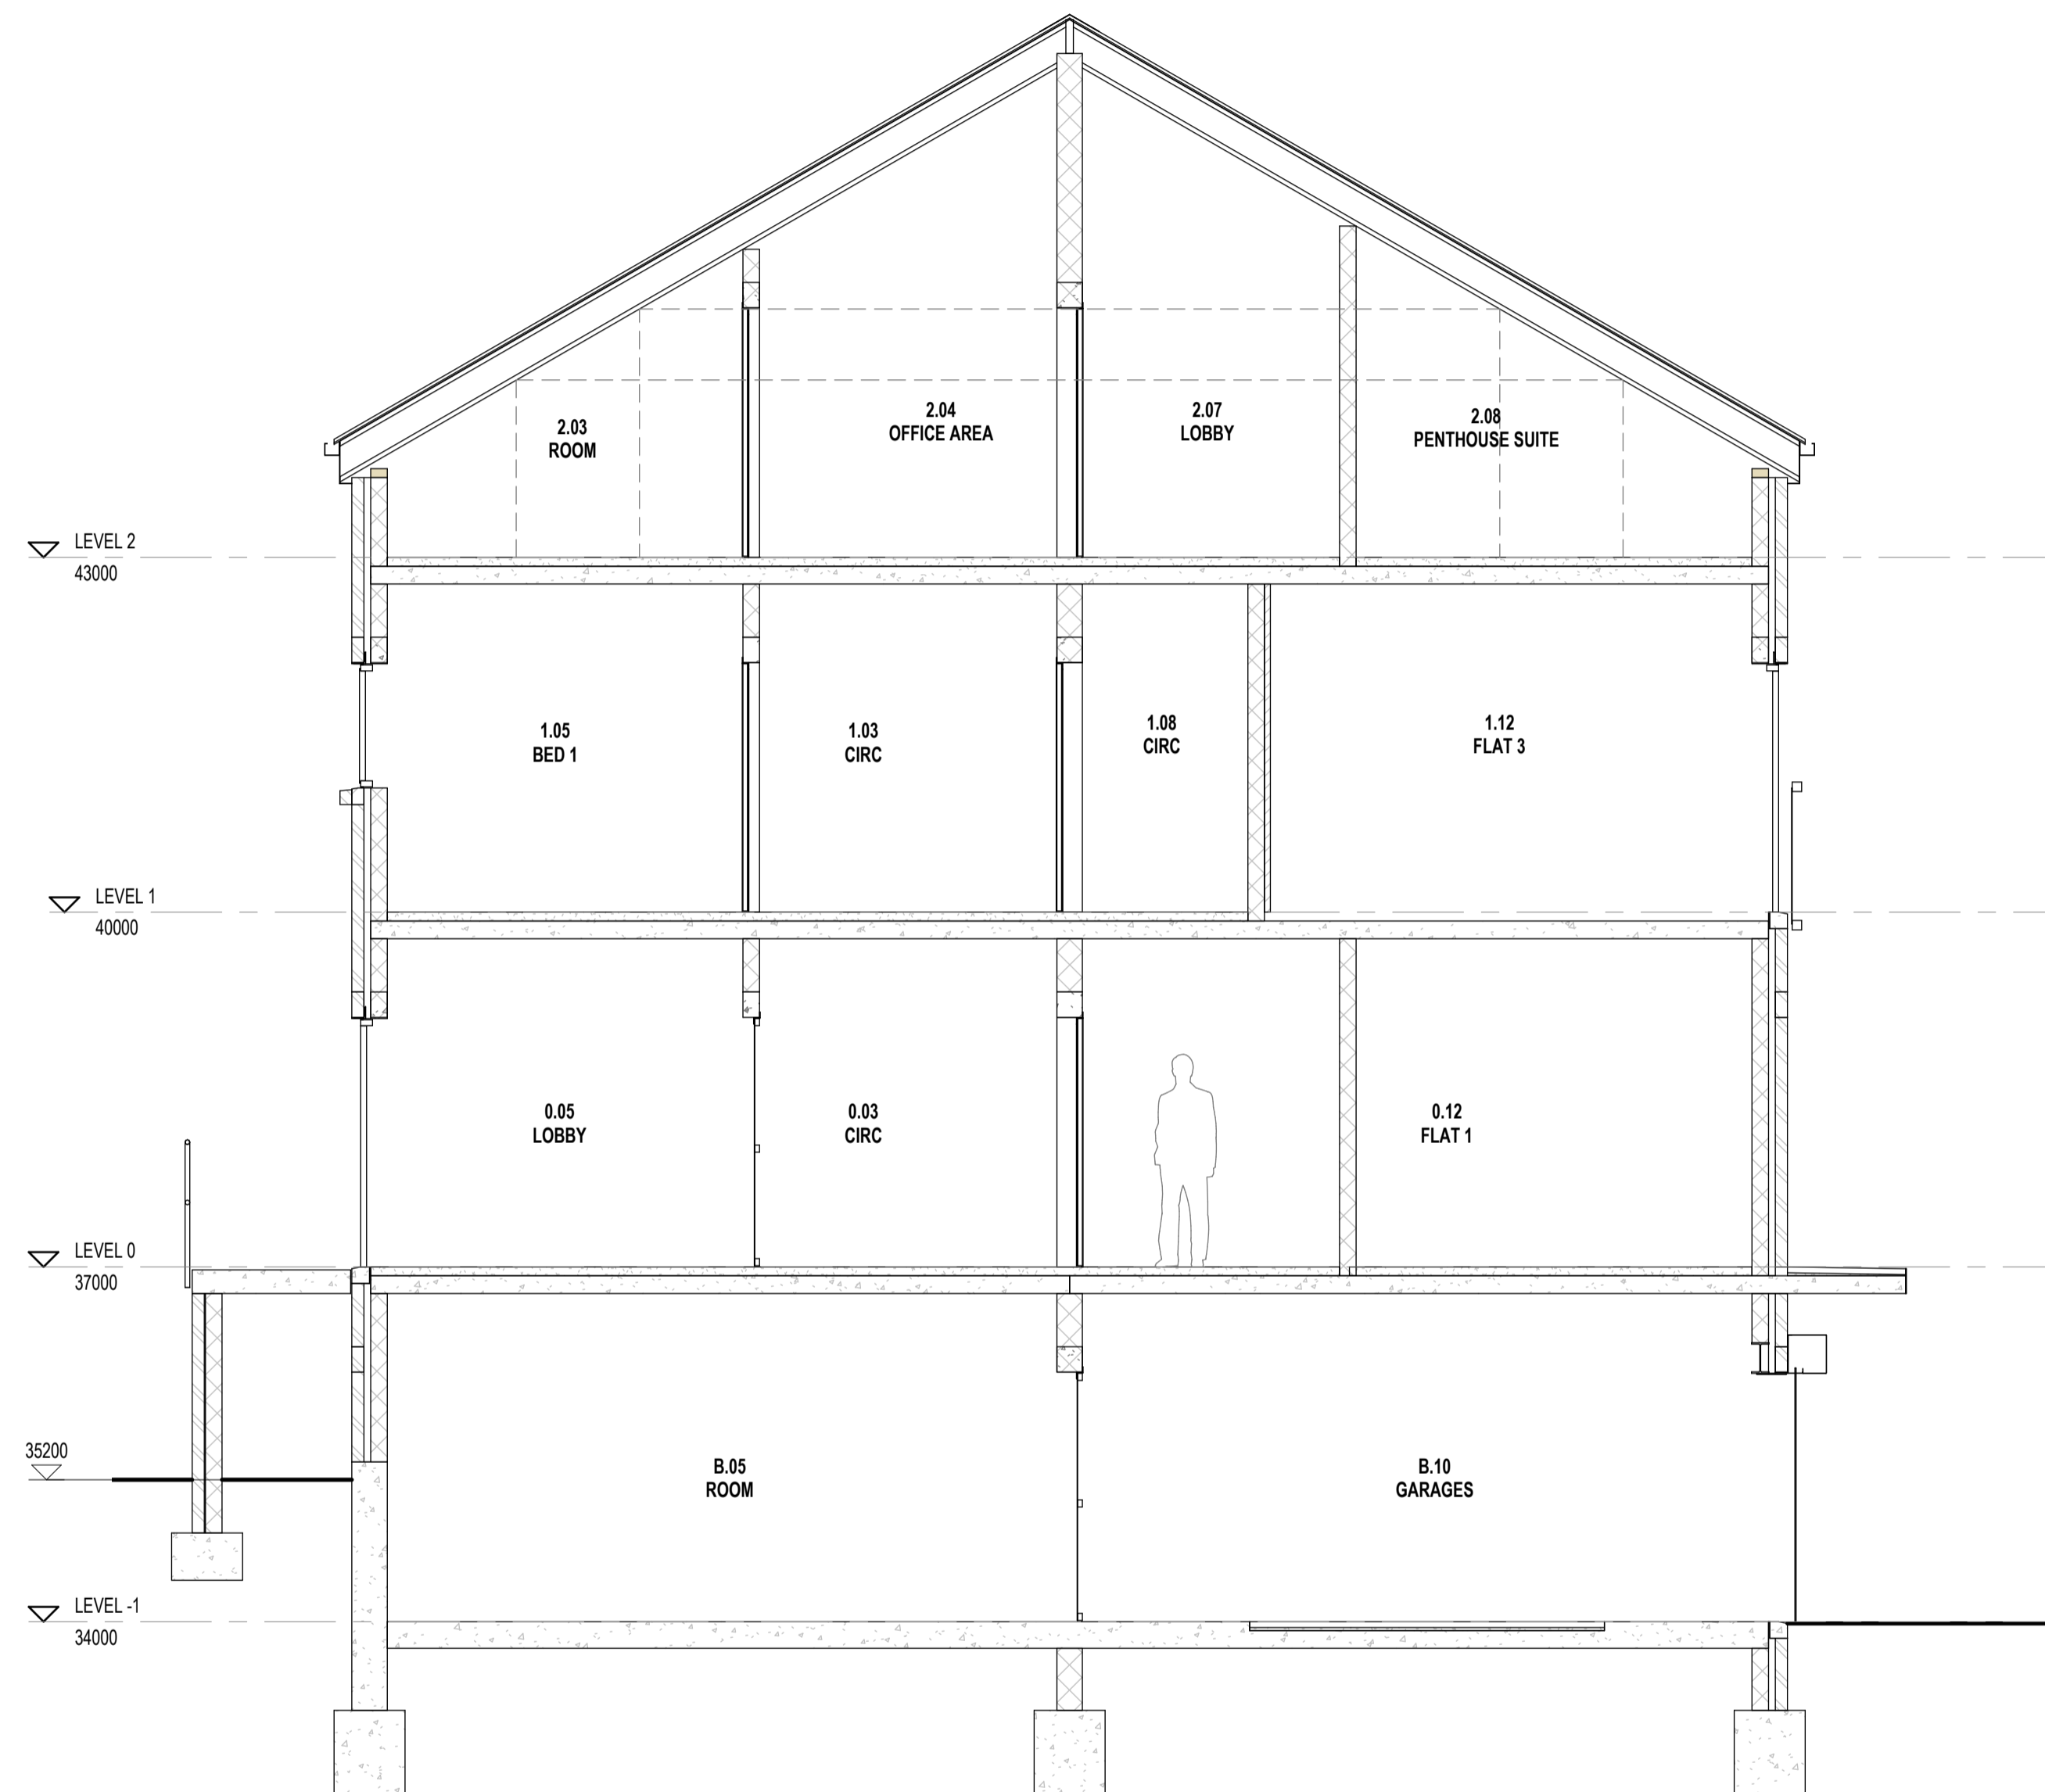 2.03
ROOM
2.04
OFFICE AREA
2.07
LOBBY
2.08
PENTHOUSE SUITE
LEVEL 2
43000
1.05
BED 1
1.03
CIRC
1.08
CIRC
1.12
FLAT 3
LEVEL 1
40000
0.05
LOBBY
0.03
CIRC
0.12
FLAT 1
LEVEL 0
37000
35200
B.05
ROOM
B.10
GARAGES
LEVEL -1
34000